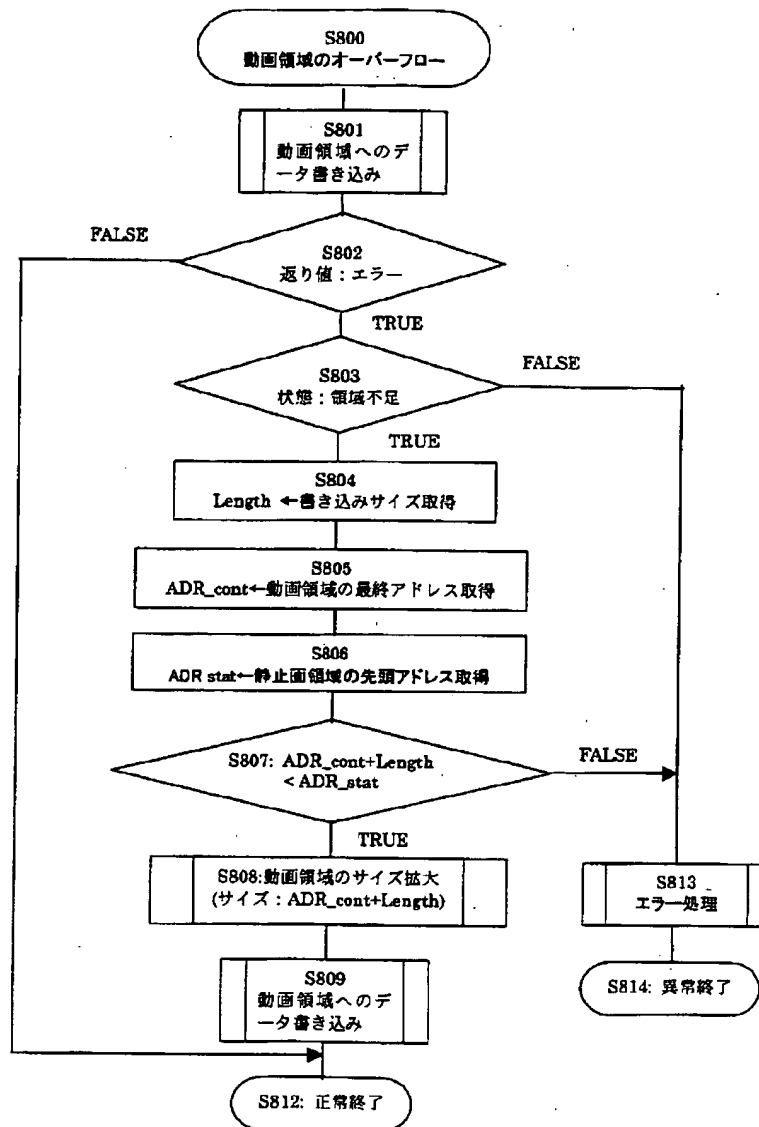 S800
動画領域のオーバーフロー
S801
動画領域へのデ
ータ書き込み
FALSE
S802
返り値：エラー
TRUE
FALSE
S803
状態：領域不足
TRUE
S804
Length ←書き込みサイズ取得
S805
ADR_cont←動画領域の最終アドレス取得
S806
ADR stat←静止画領域の先頭アドレス取得
S807: ADR_cont+Length
< ADR_stat
FALSE
TRUE
S808:動画領域のサイズ拡大
(サイズ：ADR_cont+Length)
S813
エラー処理
S809
動画領域へのデ
ータ書き込み
S814: 異常終了
S812: 正常終了